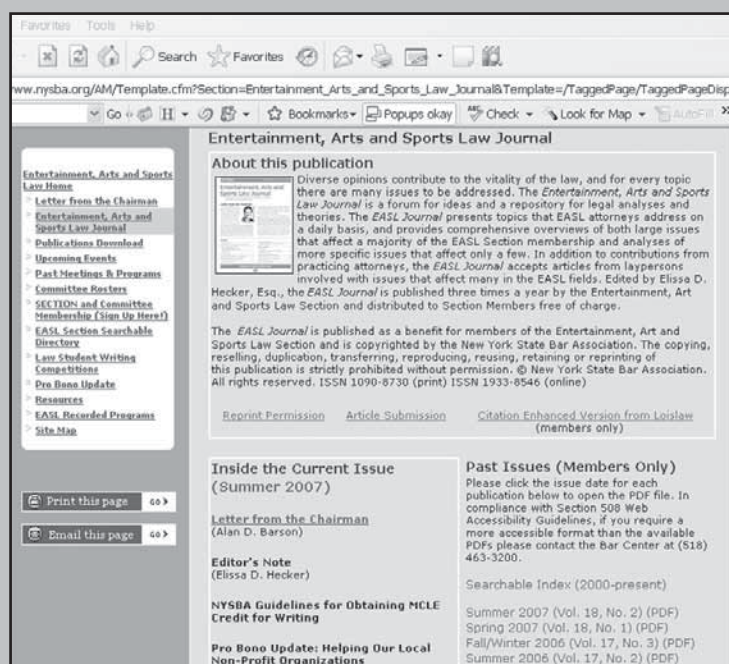 Favorites Tools Help
Search Favorites
ww.nysba.org/AM/Template.cfm?Section=Entertainment_Arts_and_Sports_Law_Journal&Template=/TaggedPage/TaggedPageDisp
Go Bookmarks Popups okay Check Look for Map AutoFill
Entertainment, Arts and Sports Law Home
Letter from the Chairman
Entertainment, Arts and
Sports Law Journal
Publications Download
Upcoming Events
Past Meetings & Programs
Committee Rosters
SECTION and Committee
Membership (Sign Up Here!)
EASL Section Searchable
Directory
Law Student Writing
Competitions
Pro Bono Update
Resources
EASL Recorded Programs
Site Map
Print this page GO
Email this page GO
Entertainment, Arts and Sports Law Journal
About this publication
Diverse opinions contribute to the vitality of the law, and for every topic
there are many issues to be addressed. The Entertainment, Arts and Sports
Law Journal is a forum for ideas and a repository for legal analyses and
theories. The EASL Journal presents topics that EASL attorneys address on
a daily basis, and provides comprehensive overviews of both large issues
that affect a majority of the EASL Section membership and analyses of
more specific issues that affect only a few. In addition to contributions from
practicing attorneys, the EASL Journal accepts articles from laypersons
involved with issues that affect many in the EASL fields. Edited by Elissa D.
Hecker, Esq., the EASL Journal is published three times a year by the Entertainment, Art
and Sports Law Section and distributed to Section Members free of charge.
The EASL Journal is published as a benefit for members of the Entertainment, Art and
Sports Law Section and is copyrighted by the New York State Bar Association. The copying,
reselling, duplication, transferring, reproducing, reusing, retaining or reprinting of
this publication is strictly prohibited without permission. © New York State Bar Association.
All rights reserved. ISSN 1090-8730 (print) ISSN 1933-8546 (online)
Reprint Permission Article Submission Citation Enhanced Version from Loislaw
(members only)
Inside the Current Issue
(Summer 2007)
Letter from the Chairman
(Alan D. Barson)
Editor's Note
(Elissa D. Hecker)
NYSBA Guidelines for Obtaining MCLE
Credit for Writing
Pro Bono Update: Helping Our Local
Non-Profit Organizations
Past Issues (Members Only)
Please click the issue date for each
publication below to open the PDF file. In
compliance with Section 508 Web
Accessibility Guidelines, if you require a
more accessible format than the available
PDFs please contact the Bar Center at (518)
463-3200.
Searchable Index (2000-present)
Summer 2007 (Vol. 18, No. 2) (PDF)
Spring 2007 (Vol. 18, No. 1) (PDF)
Fall/Winter 2006 (Vol. 17, No. 3) (PDF)
Summer 2006 (Vol. 17, No. 2) (PDF)